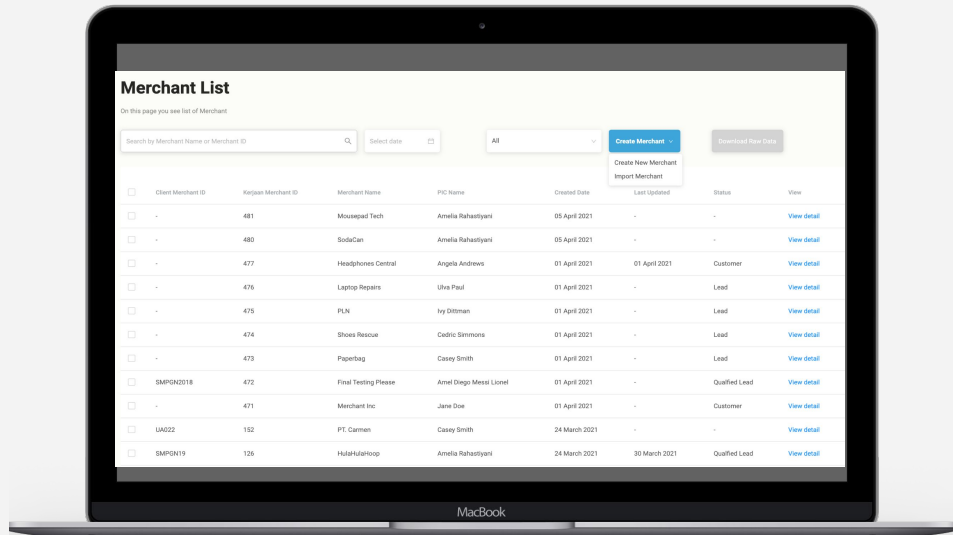 Merchant List
On this page you see list of Merchant
Search by Merchant Name or Merchant ID Select date All Create Merchant Download Raw Data
Create New Merchant
Import Merchant
Client Merchant ID Kerjaan Merchant ID Merchant Name PIC Name Created Date Last Updated Status View
- 481 Mousepad Tech Amelia Rahastiyani 05 April 2021 - - View detail
- 480 SodaCan Amelia Rahastiyani 05 April 2021 - - View detail
- 477 Headphones Central Angela Andrews 01 April 2021 01 April 2021 Customer View detail
- 476 Laptop Repairs Ulva Paul 01 April 2021 - Lead View detail
- 475 PLN Ivy Dittman 01 April 2021 - Lead View detail
- 474 Shoes Rescue Cedric Simmons 01 April 2021 - Lead View detail
- 473 Paperbag Casey Smith 01 April 2021 - Lead View detail
SMPGN2018 472 Final Testing Please Amel Diego Messi Lionel 01 April 2021 - Qualfied Lead View detail
- 471 Merchant Inc Jane Doe 01 April 2021 - Customer View detail
UA022 152 PT. Carmen Casey Smith 24 March 2021 - - View detail
SMPGN19 126 HulaHulaHoop Amelia Rahastiyani 24 March 2021 30 March 2021 Qualfied Lead View detail
MacBook